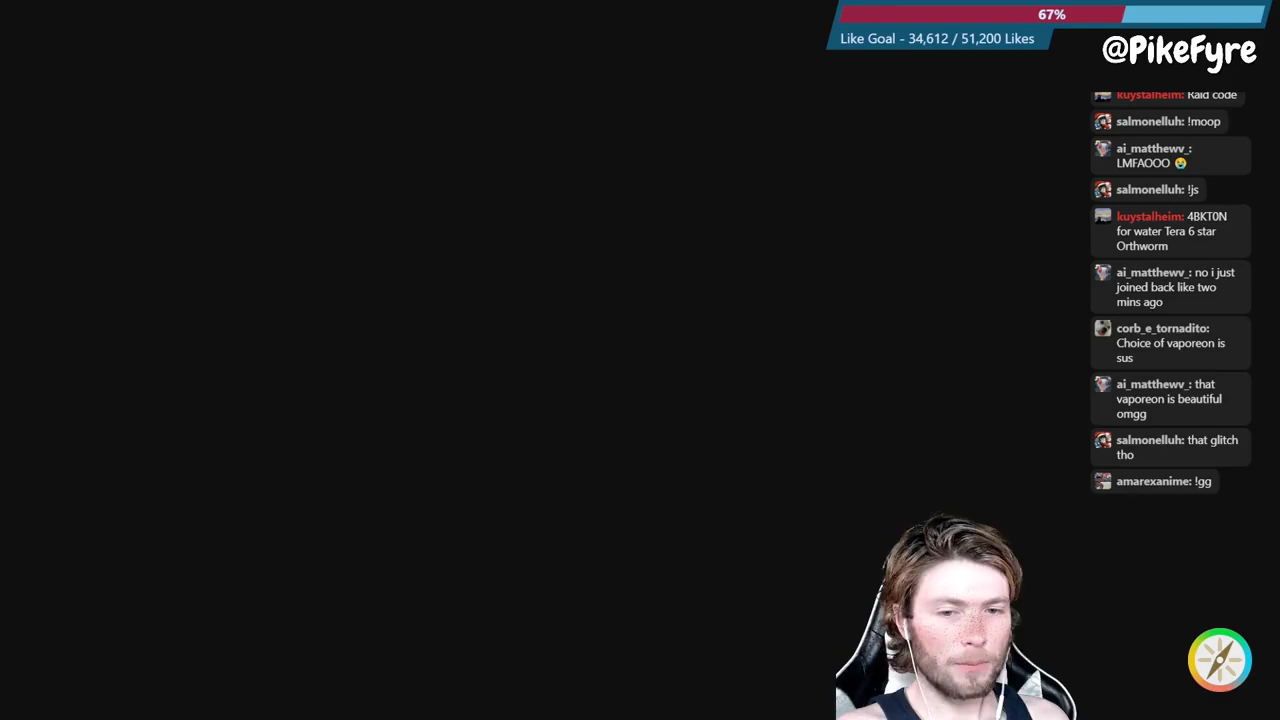 67%
Like Goal - 34,612 / 51,200 Likes
@PikeFyre
kuystalheim: Raid code
salmonelluh: !moop
ai_matthewv_:
LMFAOOO 😭
salmonelluh: !js
kuystalheim: 4BKT0N
for water Tera 6 star
Orthworm
ai_matthewv_: no i just
joined back like two
mins ago
corb_e_tornadito:
Choice of vaporeon is
sus
ai_matthewv_: that
vaporeon is beautiful
omgg
salmonelluh: that glitch
tho
amarexanime: !gg